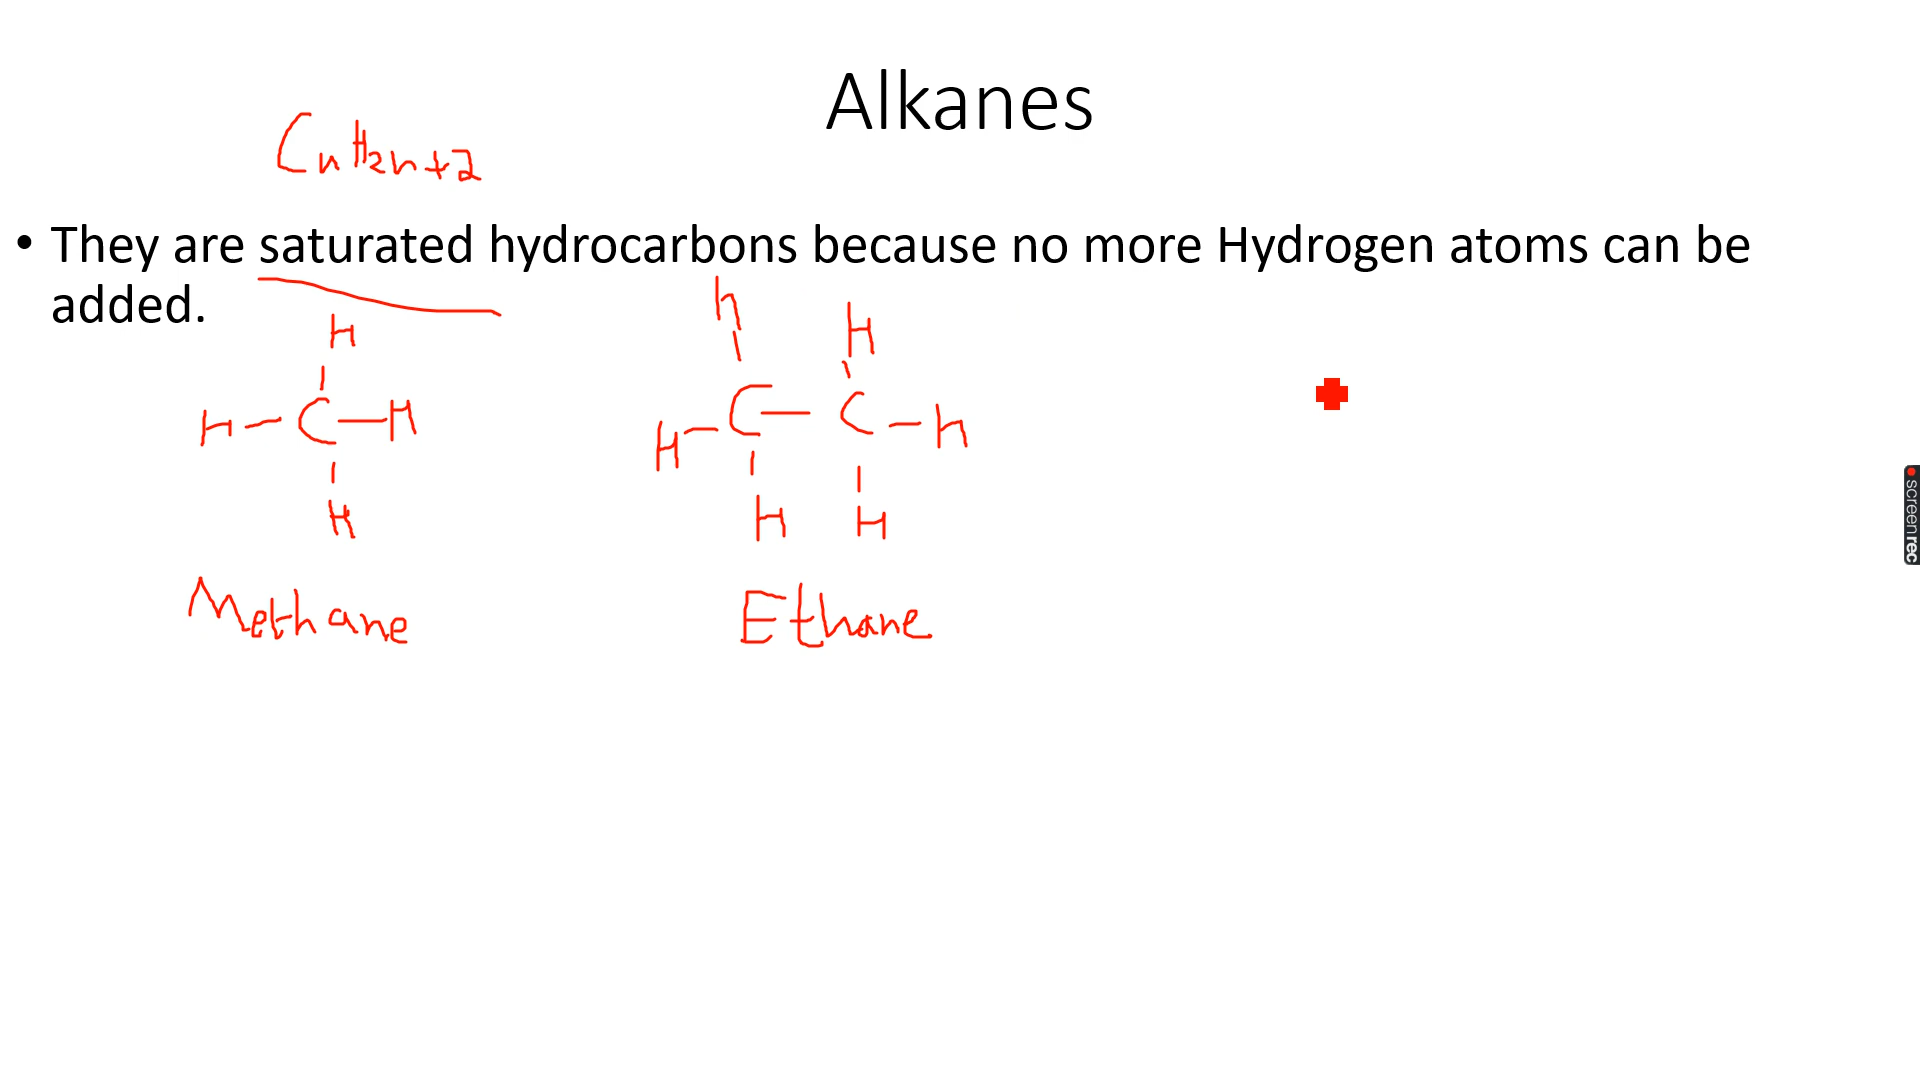 Alkanes
CnH2n+2
• They are saturated hydrocarbons because no more Hydrogen atoms can be
added.
h H
H
H - C - H
H - C - C - h
H
H H
Methane
Ethane
screenrec